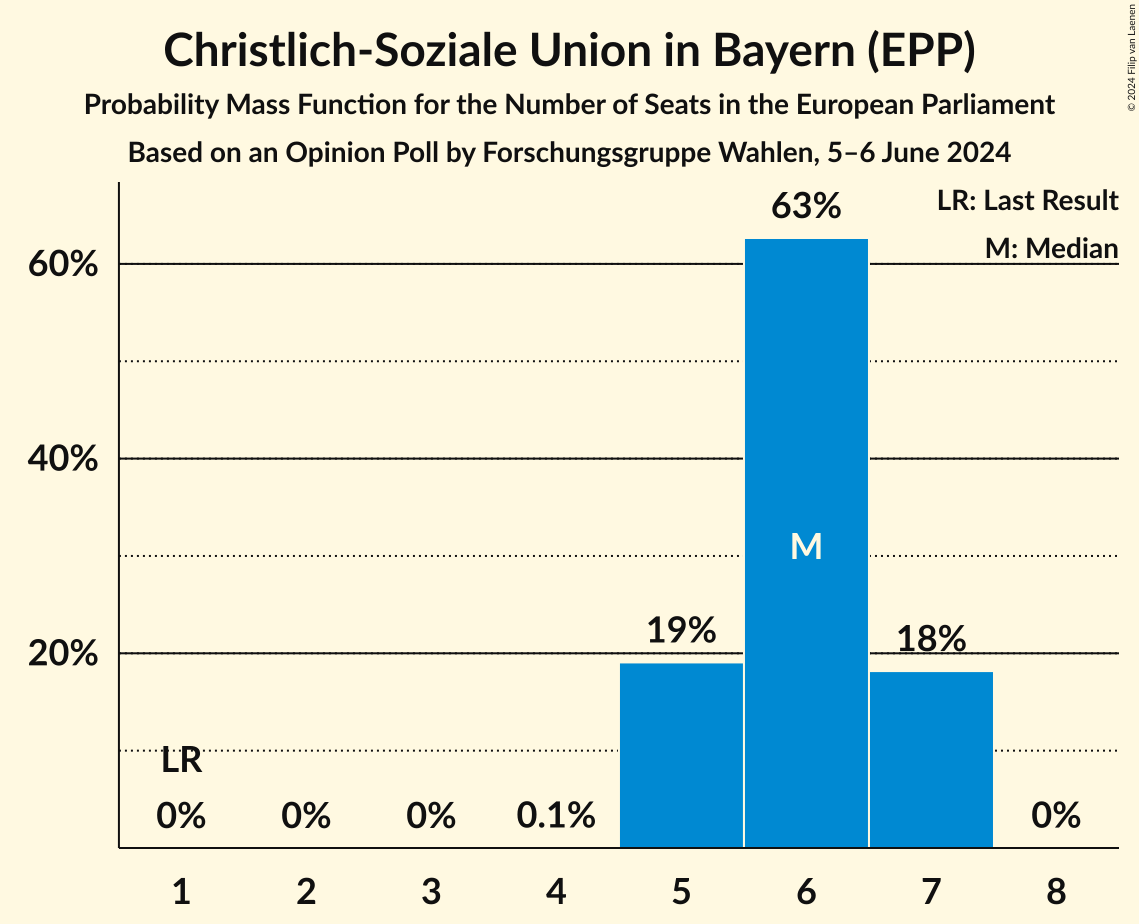 Christlich-Soziale Union in Bayern (EPP)
Probability Mass Function for the Number of Seats in the European Parliament
Based on an Opinion Poll by Forschungsgruppe Wahlen, 5–6 June 2024
© 2024 Filip van Laenen
LR: Last Result
M: Median
60%
40%
20%
LR
0%
0%
0%
0.1%
19%
63%
M
18%
0%
1 2 3 4 5 6 7 8